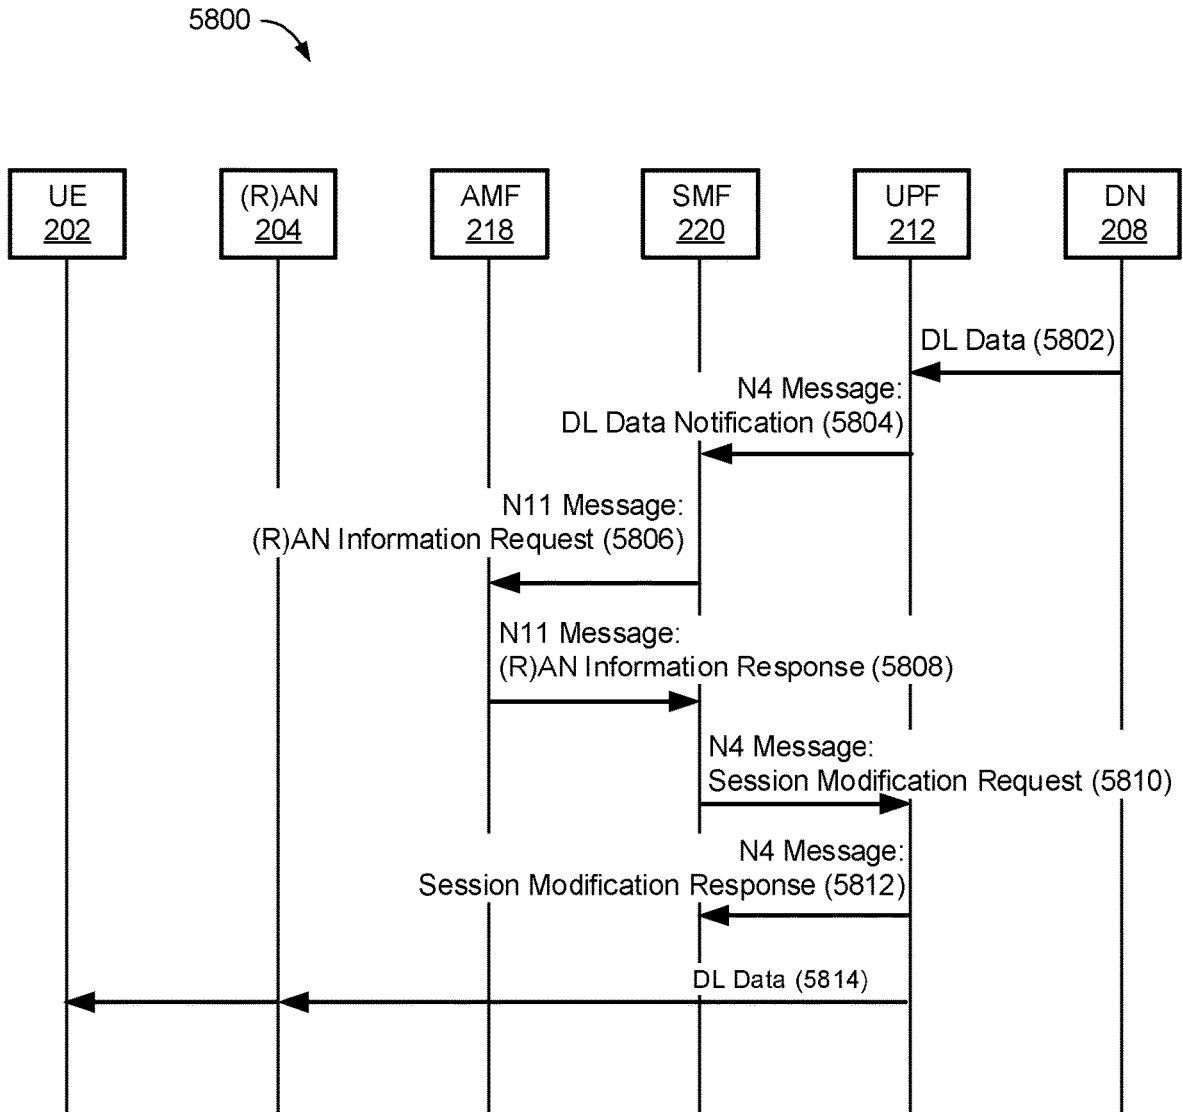 5800
UE
202
(R)AN
204
AMF
218
SMF
220
UPF
212
DN
208
DL Data (5802)
N4 Message:
DL Data Notification (5804)
N11 Message:
(R)AN Information Request (5806)
N11 Message:
(R)AN Information Response (5808)
N4 Message:
Session Modification Request (5810)
N4 Message:
Session Modification Response (5812)
DL Data (5814)